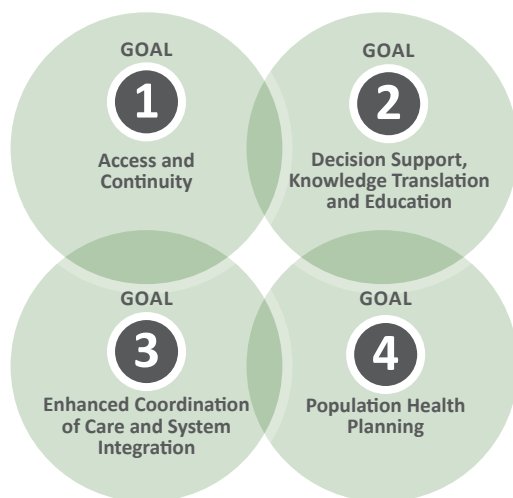 GOAL
1
Access and
Continuity
GOAL
2
Decision Support,
Knowledge Translation
and Education
GOAL
3
Enhanced Coordination
of Care and System
Integration
GOAL
4
Population Health
Planning